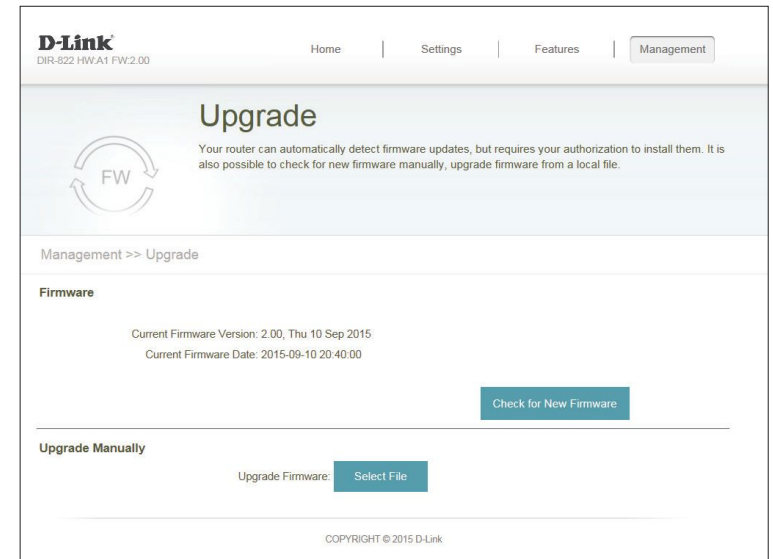 D-Link
DIR-822 HW:A1 FW:2.00
Home | Settings | Features | Management
Upgrade
Your router can automatically detect firmware updates, but requires your authorization to install them. It is
also possible to check for new firmware manually, upgrade firmware from a local file.
FW
Management >> Upgrade
Firmware
Current Firmware Version: 2.00, Thu 10 Sep 2015
Current Firmware Date: 2015-09-10 20:40:00
Check for New Firmware
Upgrade Manually
Upgrade Firmware: Select File
COPYRIGHT © 2015 D-Link